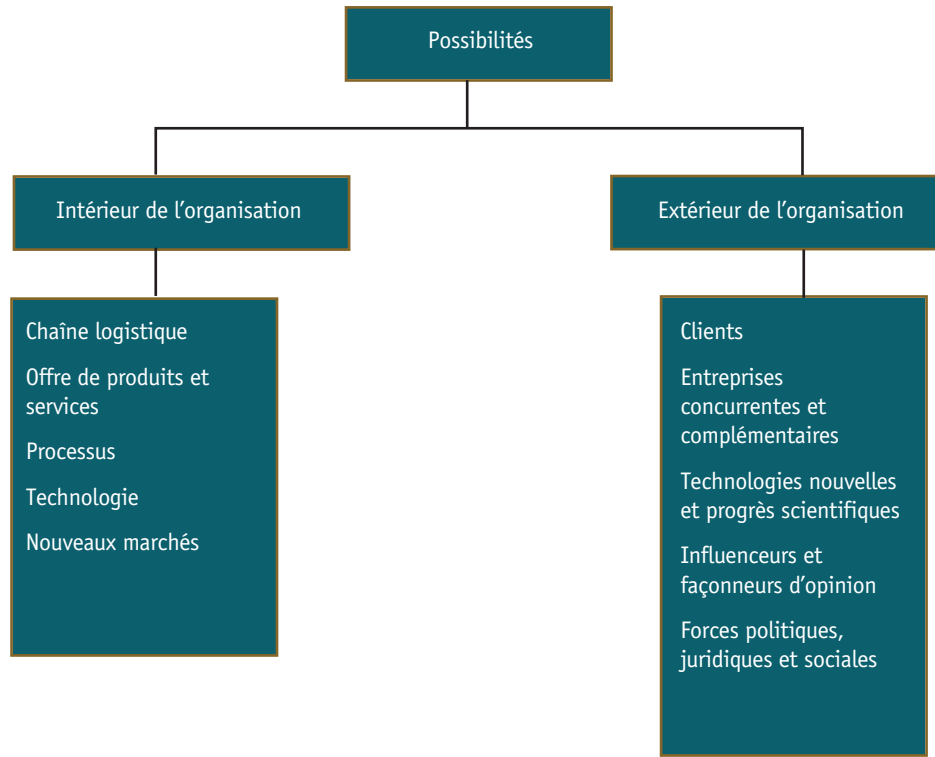 Possibilités
Intérieur de l’organisation
Extérieur de l’organisation
Chaîne logistique
Offre de produits et
services
Processus
Technologie
Nouveaux marchés
Clients
Entreprises
concurrentes et
complémentaires
Technologies nouvelles
et progrès scientifiques
Influenceurs et
façonneurs d’opinion
Forces politiques,
juridiques et sociales